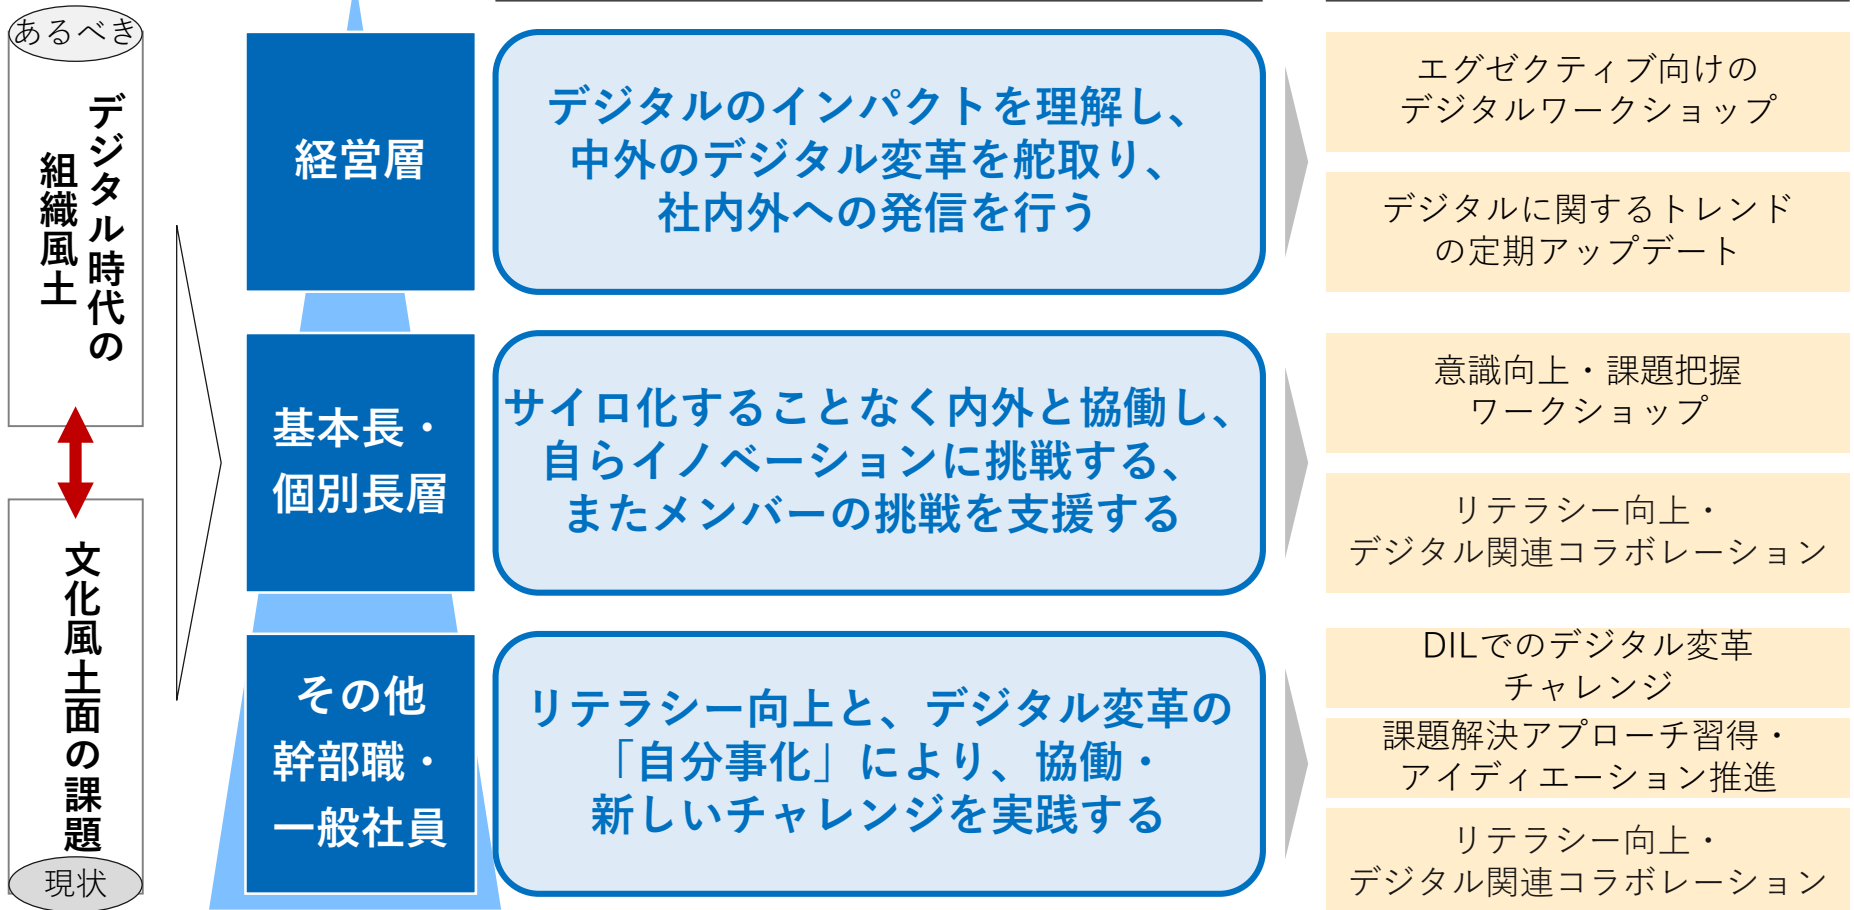 あるべき
デジタル時代の
組織風土
文化風土面の課題
現状
経営層
デジタルのインパクトを理解し、
中外のデジタル変革を舵取り、
社内外への発信を行う
エグゼクティブ向けの
デジタルワークショップ
デジタルに関するトレンド
の定期アップデート
基本長・
個別長層
サイロ化することなく内外と協働し、
自らイノベーションに挑戦する、
またメンバーの挑戦を支援する
意識向上・課題把握
ワークショップ
リテラシー向上・
デジタル関連コラボレーション
その他
幹部職・
一般社員
リテラシー向上と、デジタル変革の
「自分事化」により、協働・
新しいチャレンジを実践する
DILでのデジタル変革
チャレンジ
課題解決アプローチ習得・
アイディエーション推進
リテラシー向上・
デジタル関連コラボレーション